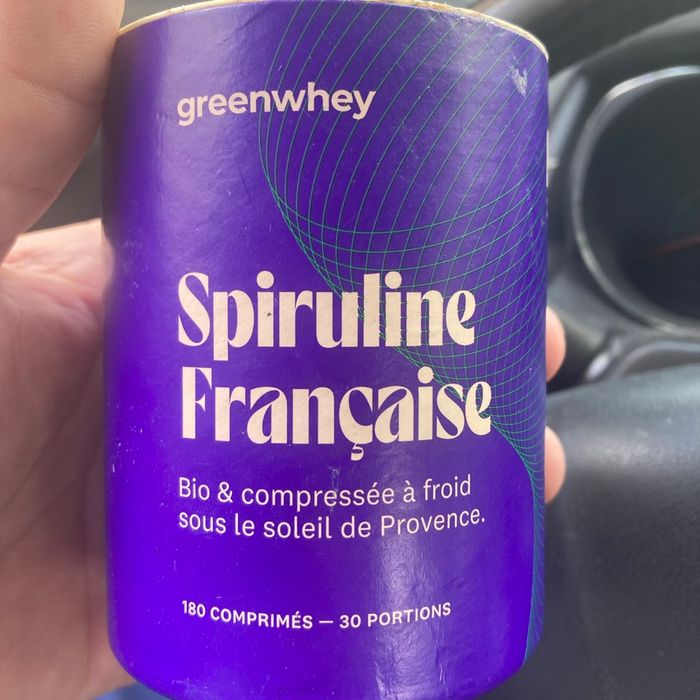 greenwhey
Spiruline
Française
Bio & compressée à froid
sous le soleil de Provence.
180 COMPRIMÉS — 30 PORTIONS